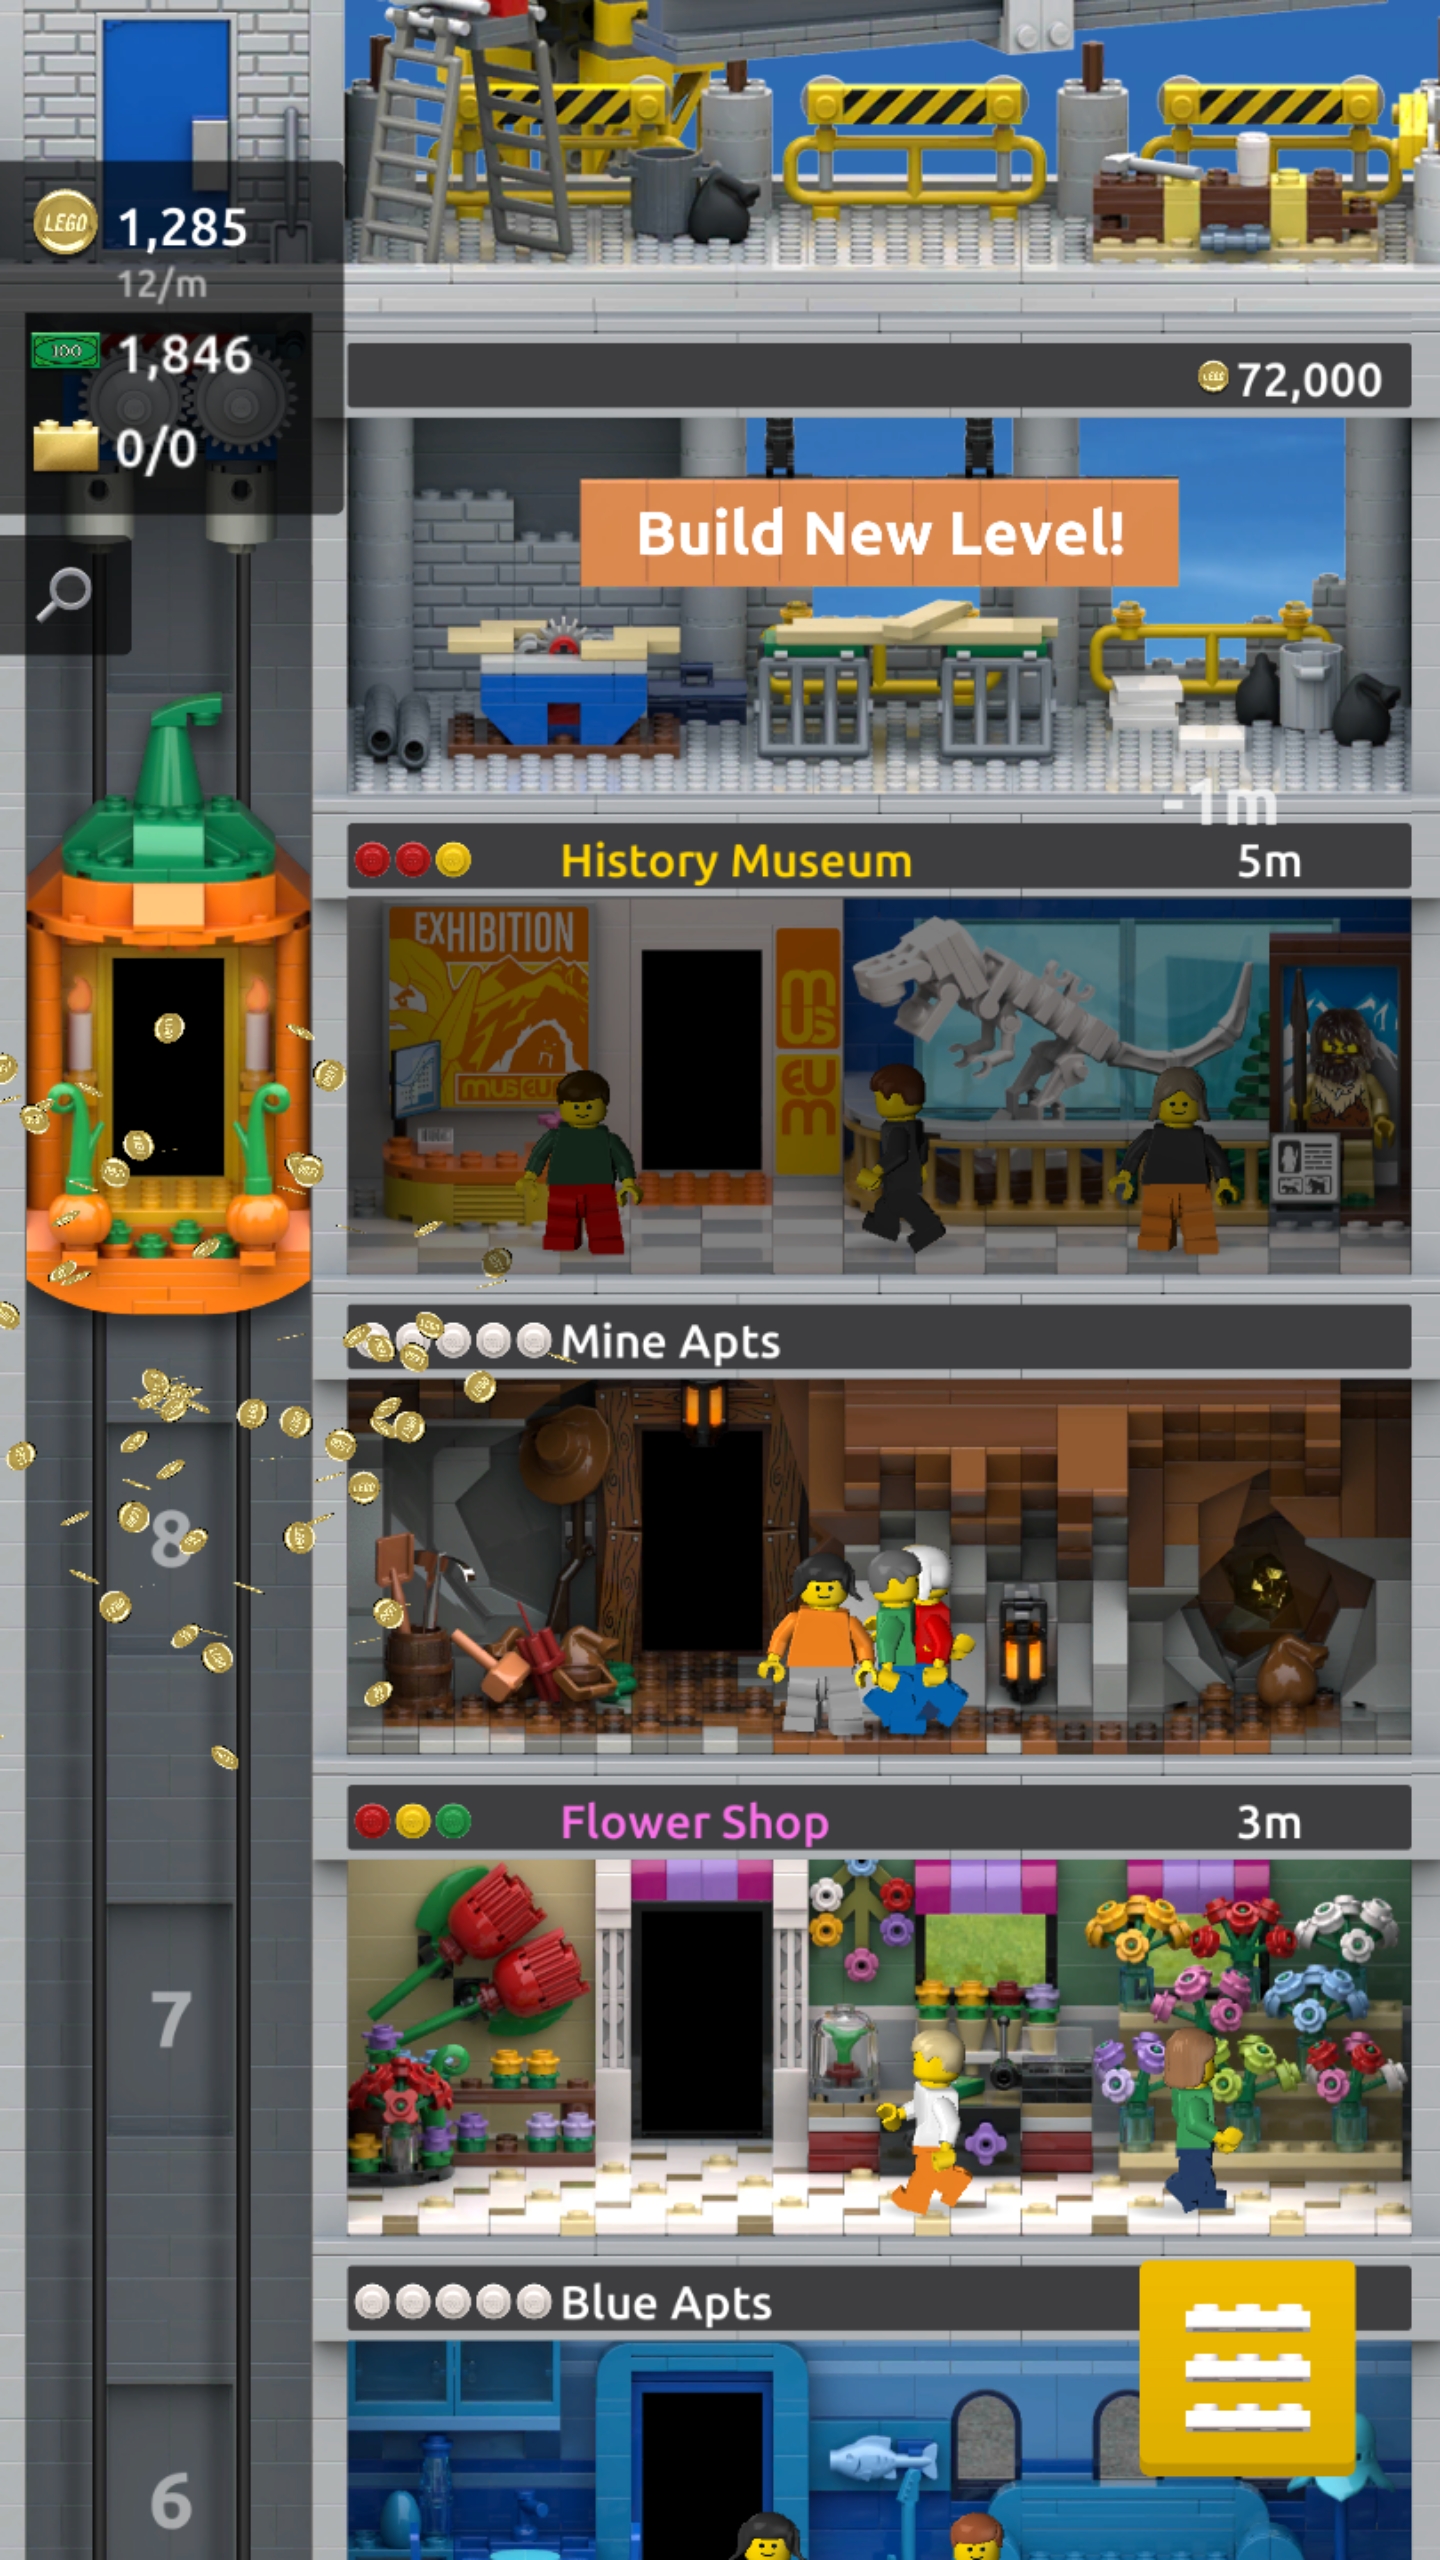 LEGO 1,285
12/m
100 1,846
0/0
72,000
Build New Level!
-1m
History Museum 5m
EXHIBITION
MUSEUM
MUSEUM
Mine Apts
8
Flower Shop 3m
7
Blue Apts
6